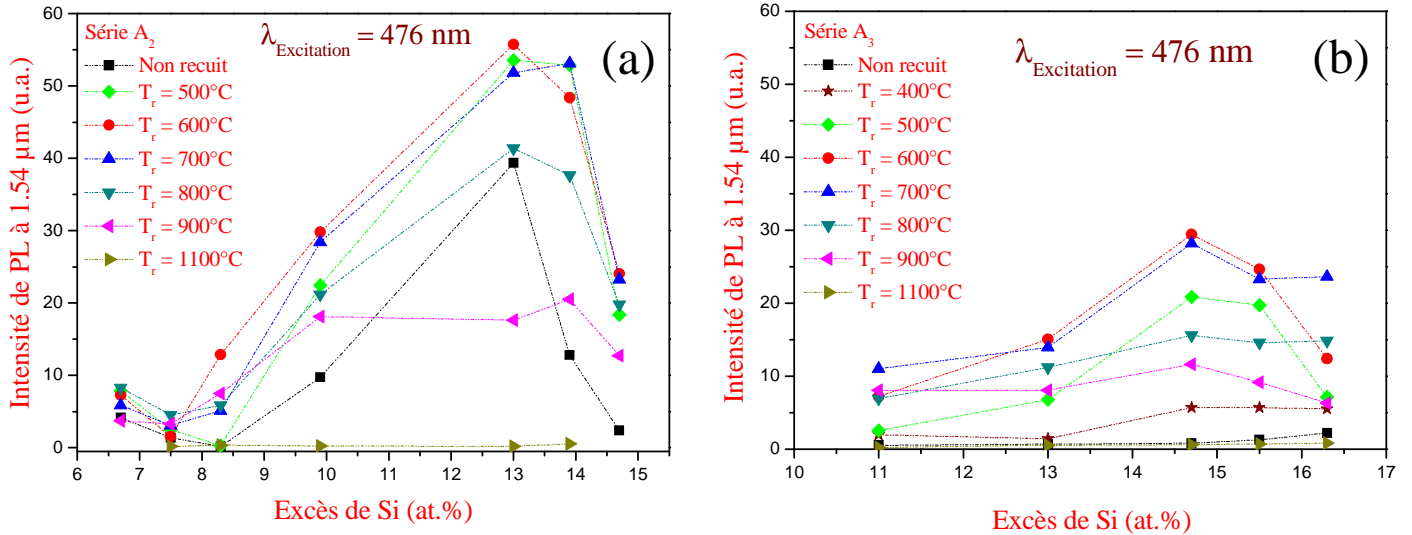 60
50
40
30
20
10
0
Intensité de PL à 1.54 µm (u.a.)
Série A2
λExcitation = 476 nm
(a)
Non recuit
Tr = 500°C
Tr = 600°C
Tr = 700°C
Tr = 800°C
Tr = 900°C
Tr = 1100°C
6 7 8 9 10 11 12 13 14 15
Excès de Si (at.%)
60
50
40
30
20
10
0
Intensité de PL à 1.54 µm (u.a.)
Série A3
λExcitation = 476 nm
(b)
Non recuit
Tr = 400°C
Tr = 500°C
Tr = 600°C
Tr = 700°C
Tr = 800°C
Tr = 900°C
Tr = 1100°C
10 11 12 13 14 15 16 17
Excès de Si (at.%)